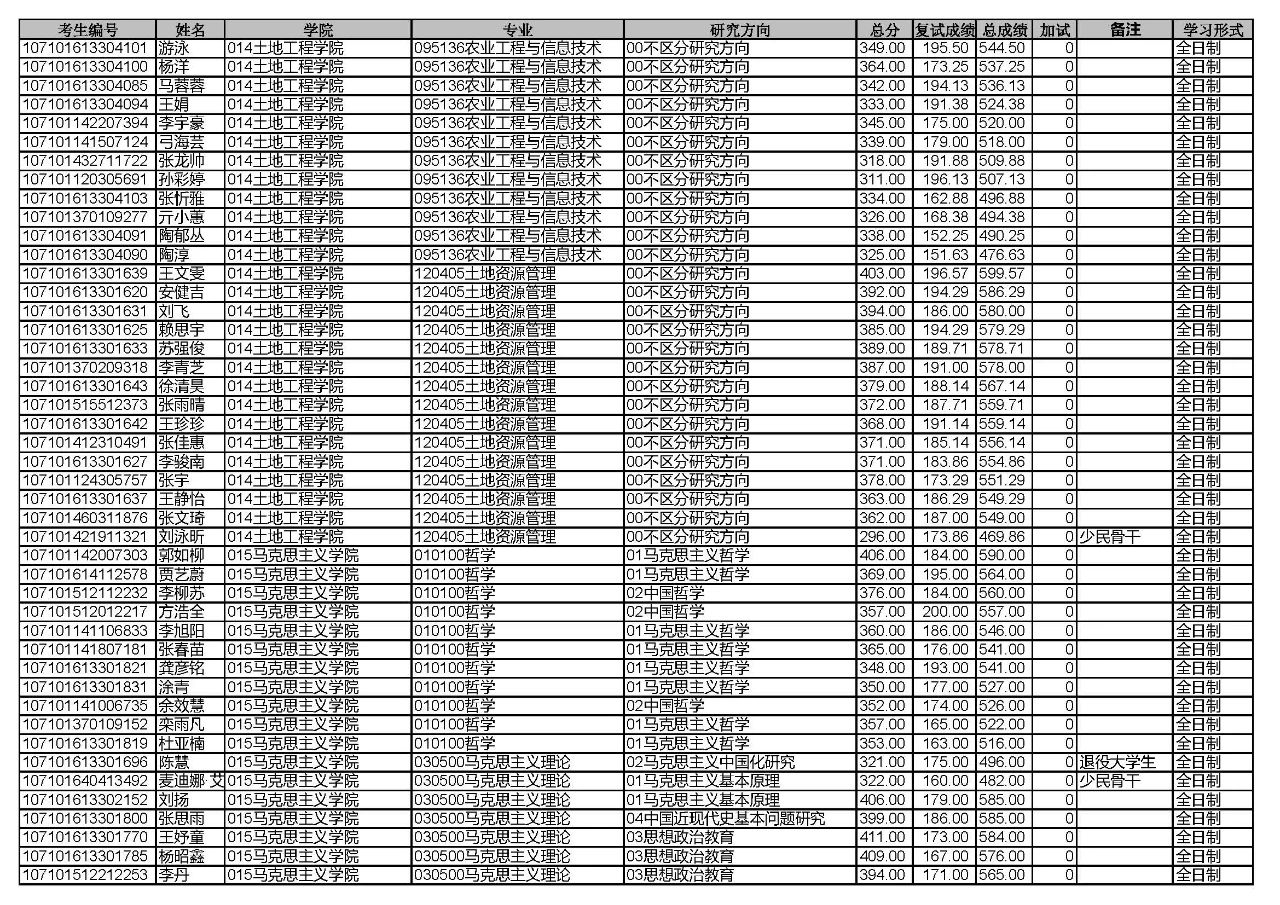 考生编号 姓名 学院 专业 研究方向 总分 复试成绩 总成绩 加试 备注 学习形式
107101613304101 游泳 014土地工程学院 095136农业工程与信息技术 00不区分研究方向 349.00 195.50 544.50 0 全日制
107101613304100 杨洋 014土地工程学院 095136农业工程与信息技术 00不区分研究方向 364.00 173.25 537.25 0 全日制
107101613304085 马蓉蓉 014土地工程学院 095136农业工程与信息技术 00不区分研究方向 342.00 194.13 536.13 0 全日制
107101613304094 王娟 014土地工程学院 095136农业工程与信息技术 00不区分研究方向 333.00 191.38 524.38 0 全日制
107101142207394 李宇豪 014土地工程学院 095136农业工程与信息技术 00不区分研究方向 345.00 175.00 520.00 0 全日制
107101141507124 弓海芸 014土地工程学院 095136农业工程与信息技术 00不区分研究方向 339.00 179.00 518.00 0 全日制
107101432711722 张龙帅 014土地工程学院 095136农业工程与信息技术 00不区分研究方向 318.00 191.88 509.88 0 全日制
107101120305691 孙彩婷 014土地工程学院 095136农业工程与信息技术 00不区分研究方向 311.00 196.13 507.13 0 全日制
107101613304103 张忻雅 014土地工程学院 095136农业工程与信息技术 00不区分研究方向 334.00 162.88 496.88 0 全日制
107101370109277 亓小蕙 014土地工程学院 095136农业工程与信息技术 00不区分研究方向 326.00 168.38 494.38 0 全日制
107101613304091 陶郁丛 014土地工程学院 095136农业工程与信息技术 00不区分研究方向 338.00 152.25 490.25 0 全日制
107101613304090 陶淳 014土地工程学院 095136农业工程与信息技术 00不区分研究方向 325.00 151.63 476.63 0 全日制
107101613301639 王文雯 014土地工程学院 120405土地资源管理 00不区分研究方向 403.00 196.57 599.57 0 全日制
107101613301620 安健吉 014土地工程学院 120405土地资源管理 00不区分研究方向 392.00 194.29 586.29 0 全日制
107101613301631 刘飞 014土地工程学院 120405土地资源管理 00不区分研究方向 394.00 186.00 580.00 0 全日制
107101613301625 赖思宇 014土地工程学院 120405土地资源管理 00不区分研究方向 385.00 194.29 579.29 0 全日制
107101613301633 苏强俊 014土地工程学院 120405土地资源管理 00不区分研究方向 389.00 189.71 578.71 0 全日制
107101370209318 李青芝 014土地工程学院 120405土地资源管理 00不区分研究方向 387.00 191.00 578.00 0 全日制
107101613301643 徐清昊 014土地工程学院 120405土地资源管理 00不区分研究方向 379.00 188.14 567.14 0 全日制
107101515512373 张雨晴 014土地工程学院 120405土地资源管理 00不区分研究方向 372.00 187.71 559.71 0 全日制
107101613301642 王珍珍 014土地工程学院 120405土地资源管理 00不区分研究方向 368.00 191.14 559.14 0 全日制
107101412310491 张佳惠 014土地工程学院 120405土地资源管理 00不区分研究方向 371.00 185.14 556.14 0 全日制
107101613301627 李骏南 014土地工程学院 120405土地资源管理 00不区分研究方向 371.00 183.86 554.86 0 全日制
107101124305757 张宇 014土地工程学院 120405土地资源管理 00不区分研究方向 378.00 173.29 551.29 0 全日制
107101613301637 王静怡 014土地工程学院 120405土地资源管理 00不区分研究方向 363.00 186.29 549.29 0 全日制
107101460311876 张文琦 014土地工程学院 120405土地资源管理 00不区分研究方向 362.00 187.00 549.00 0 全日制
107101421911321 刘泳昕 014土地工程学院 120405土地资源管理 00不区分研究方向 296.00 173.86 469.86 0 少民骨干 全日制
107101142007303 郭如柳 015马克思主义学院 010100哲学 01马克思主义哲学 406.00 184.00 590.00 0 全日制
107101614112578 贾艺蔚 015马克思主义学院 010100哲学 01马克思主义哲学 369.00 195.00 564.00 0 全日制
107101512112232 李柳苏 015马克思主义学院 010100哲学 02中国哲学 376.00 184.00 560.00 0 全日制
107101512012217 方浩全 015马克思主义学院 010100哲学 02中国哲学 357.00 200.00 557.00 0 全日制
107101141106833 李旭阳 015马克思主义学院 010100哲学 01马克思主义哲学 360.00 186.00 546.00 0 全日制
107101141807181 张春苗 015马克思主义学院 010100哲学 01马克思主义哲学 365.00 176.00 541.00 0 全日制
107101613301821 龚彦铭 015马克思主义学院 010100哲学 01马克思主义哲学 348.00 193.00 541.00 0 全日制
107101613301831 涂青 015马克思主义学院 010100哲学 01马克思主义哲学 350.00 177.00 527.00 0 全日制
107101141006735 余效慧 015马克思主义学院 010100哲学 02中国哲学 352.00 174.00 526.00 0 全日制
107101370109152 栾雨凡 015马克思主义学院 010100哲学 01马克思主义哲学 357.00 165.00 522.00 0 全日制
107101613301819 杜亚楠 015马克思主义学院 010100哲学 01马克思主义哲学 353.00 163.00 516.00 0 全日制
107101613301696 陈慧 015马克思主义学院 030500马克思主义理论 02马克思主义中国化研究 321.00 175.00 496.00 0 退役大学生 全日制
107101640413492 麦迪娜·艾 015马克思主义学院 030500马克思主义理论 01马克思主义基本原理 322.00 160.00 482.00 0 少民骨干 全日制
107101613302152 刘扬 015马克思主义学院 030500马克思主义理论 01马克思主义基本原理 406.00 179.00 585.00 0 全日制
107101613301800 张思雨 015马克思主义学院 030500马克思主义理论 04中国近现代史基本问题研究 399.00 186.00 585.00 0 全日制
107101613301770 王妤童 015马克思主义学院 030500马克思主义理论 03思想政治教育 411.00 173.00 584.00 0 全日制
107101613301785 杨昭鑫 015马克思主义学院 030500马克思主义理论 03思想政治教育 409.00 167.00 576.00 0 全日制
107101512212253 李丹 015马克思主义学院 030500马克思主义理论 03思想政治教育 394.00 171.00 565.00 0 全日制